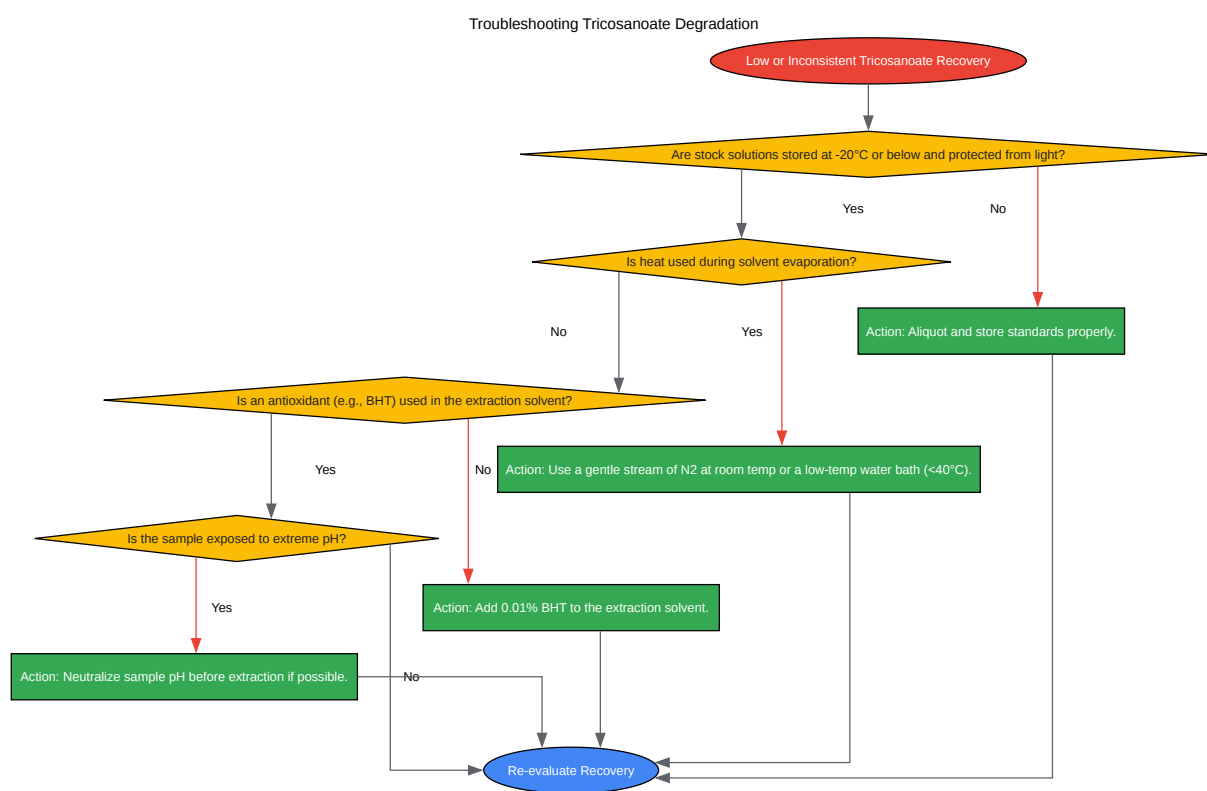 Troubleshooting Tricosanoate Degradation
Low or Inconsistent Tricosanoate Recovery
Are stock solutions stored at -20°C or below and protected from light?
Yes
No
Is heat used during solvent evaporation?
No
Yes
Action: Aliquot and store standards properly.
Is an antioxidant (e.g., BHT) used in the extraction solvent?
Yes
No
Action: Use a gentle stream of N2 at room temp or a low-temp water bath (<40°C).
Is the sample exposed to extreme pH?
Yes
Action: Add 0.01% BHT to the extraction solvent.
Action: Neutralize sample pH before extraction if possible.
No
Re-evaluate Recovery